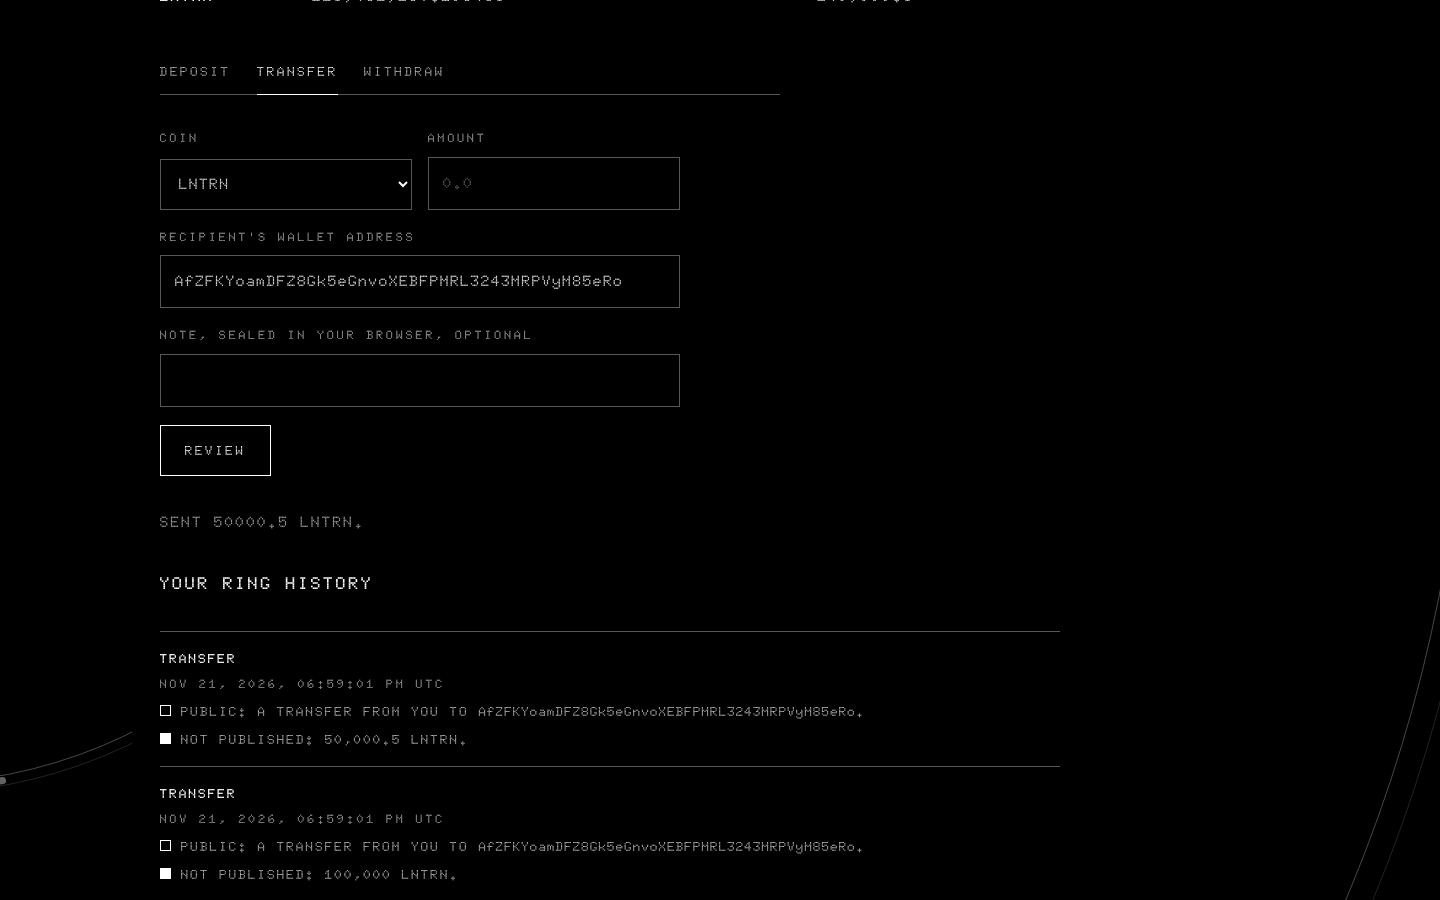 DEPOSIT TRANSFER WITHDRAW
COIN AMOUNT
LNTRN 0.0
RECIPIENT'S WALLET ADDRESS
AfZFKYoamDFZ8Gk5eGnvoXEBFPMRL3243MRPVyM85eRo
NOTE, SEALED IN YOUR BROWSER, OPTIONAL
REVIEW
SENT 50000.5 LNTRN.
YOUR RING HISTORY
TRANSFER
NOV 21, 2026, 06:59:01 PM UTC
PUBLIC: A TRANSFER FROM YOU TO AfZFKYoamDFZ8Gk5eGnvoXEBFPMRL3243MRPVyM85eRo.
NOT PUBLISHED: 50,000.5 LNTRN.
TRANSFER
NOV 21, 2026, 06:59:01 PM UTC
PUBLIC: A TRANSFER FROM YOU TO AfZFKYoamDFZ8Gk5eGnvoXEBFPMRL3243MRPVyM85eRo.
NOT PUBLISHED: 100,000 LNTRN.